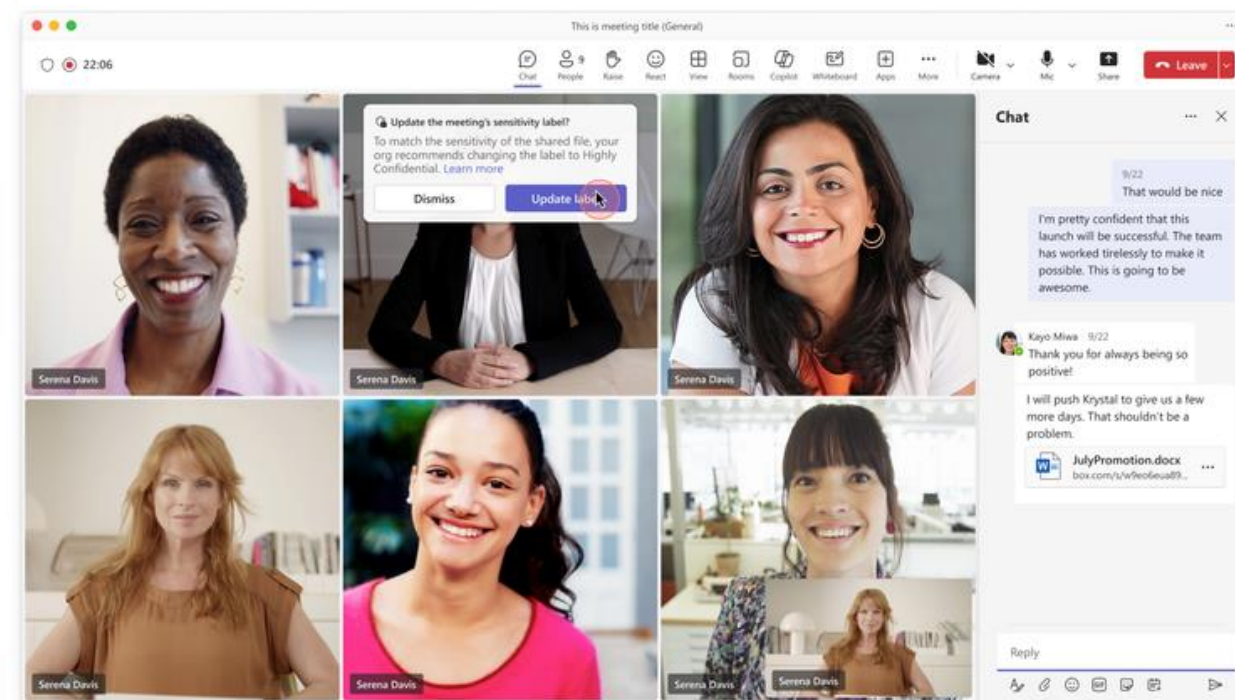 This is meeting title (General)
22:06
Chat
People
9
Raise
React
View
Rooms
Copilot
Whiteboard
Apps
More
Camera
Mic
Share
Leave
Update the meeting's sensitivity label?
To match the sensitivity of the shared file, your
org recommends changing the label to Highly
Confidential. Learn more
Dismiss
Update label
Serena Davis
Serena Davis
Serena Davis
Serena Davis
Serena Davis
Serena Davis
Serena Davis
Chat
9/22
That would be nice
I'm pretty confident that this
launch will be successful. The team
has worked tirelessly to make it
possible. This is going to be
awesome.
Kayo Miwa 9/22
Thank you for always being so
positive!
I will push Krystal to give us a few
more days. That shouldn't be a
problem.
W
JulyPromotion.docx
Reply
GIF